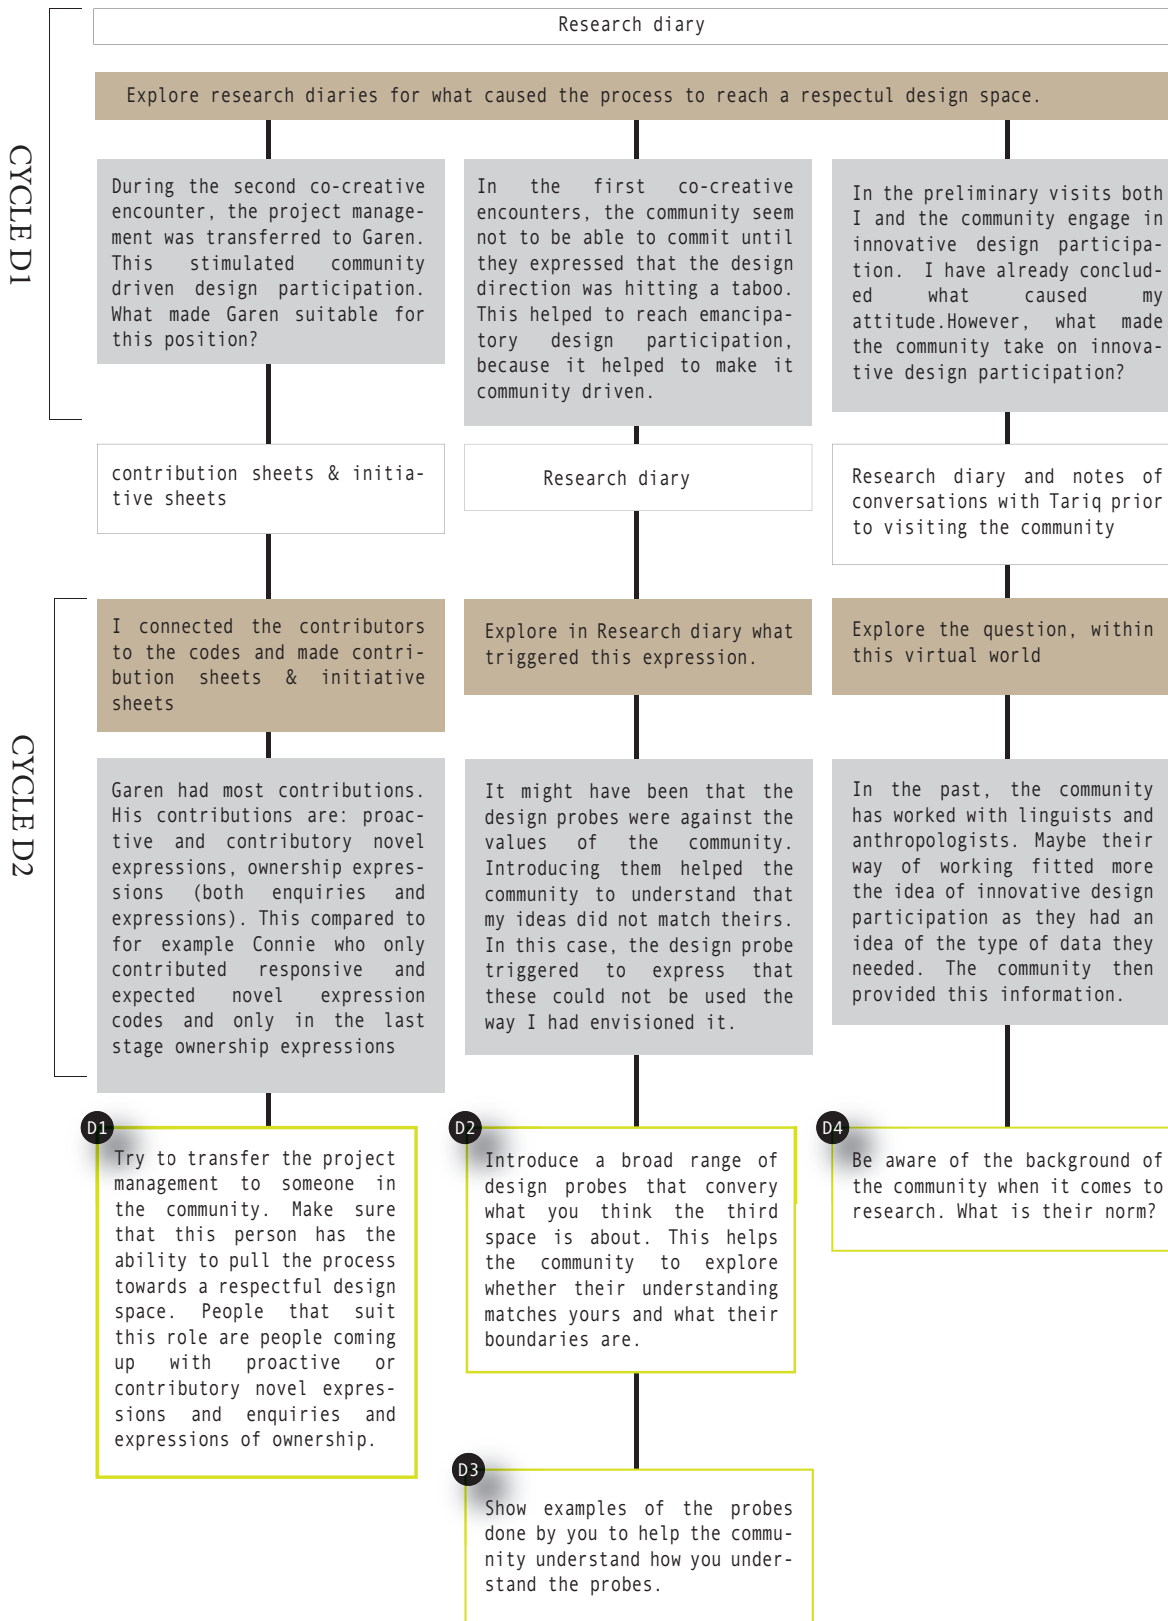 CYCLE D1
Research diary
Explore research diaries for what caused the process to reach a respectul design space.
During the second co-creative
encounter, the project manage-
ment was transferred to Garen.
This stimulated community
driven design participation.
What made Garen suitable for
this position?
In the first co-creative
encounters, the community seem
not to be able to commit until
they expressed that the design
direction was hitting a taboo.
This helped to reach emancipa-
tory design participation,
because it helped to make it
community driven.
In the preliminary visits both
I and the community engage in
innovative design participa-
tion. I have already conclud-
ed what caused my
attitude.However, what made
the community take on innova-
tive design participation?
contribution sheets & initia-
tive sheets
Research diary
Research diary and notes of
conversations with Tariq prior
to visiting the community
CYCLE D2
I connected the contributors
to the codes and made contri-
bution sheets & initiative
sheets
Explore in Research diary what
triggered this expression.
Explore the question, within
this virtual world
Garen had most contributions.
His contributions are: proac-
tive and contributory novel
expressions, ownership expres-
sions (both enquiries and
expressions). This compared to
for example Connie who only
contributed responsive and
expected novel expression
codes and only in the last
stage ownership expressions
It might have been that the
design probes were against the
values of the community.
Introducing them helped the
community to understand that
my ideas did not match theirs.
In this case, the design probe
triggered to express that
these could not be used the
way I had envisioned it.
In the past, the community
has worked with linguists and
anthropologists. Maybe their
way of working fitted more
the idea of innovative design
participation as they had an
idea of the type of data they
needed. The community then
provided this information.
D1
Try to transfer the project
management to someone in
the community. Make sure
that this person has the
ability to pull the process
towards a respectful design
space. People that suit
this role are people coming
up with proactive or
contributory novel expres-
sions and enquiries and
expressions of ownership.
D2
Introduce a broad range of
design probes that convery
what you think the third
space is about. This helps
the community to explore
whether their understanding
matches yours and what their
boundaries are.
D4
Be aware of the background of
the community when it comes to
research. What is their norm?
D3
Show examples of the probes
done by you to help the commu-
nity understand how you under-
stand the probes.